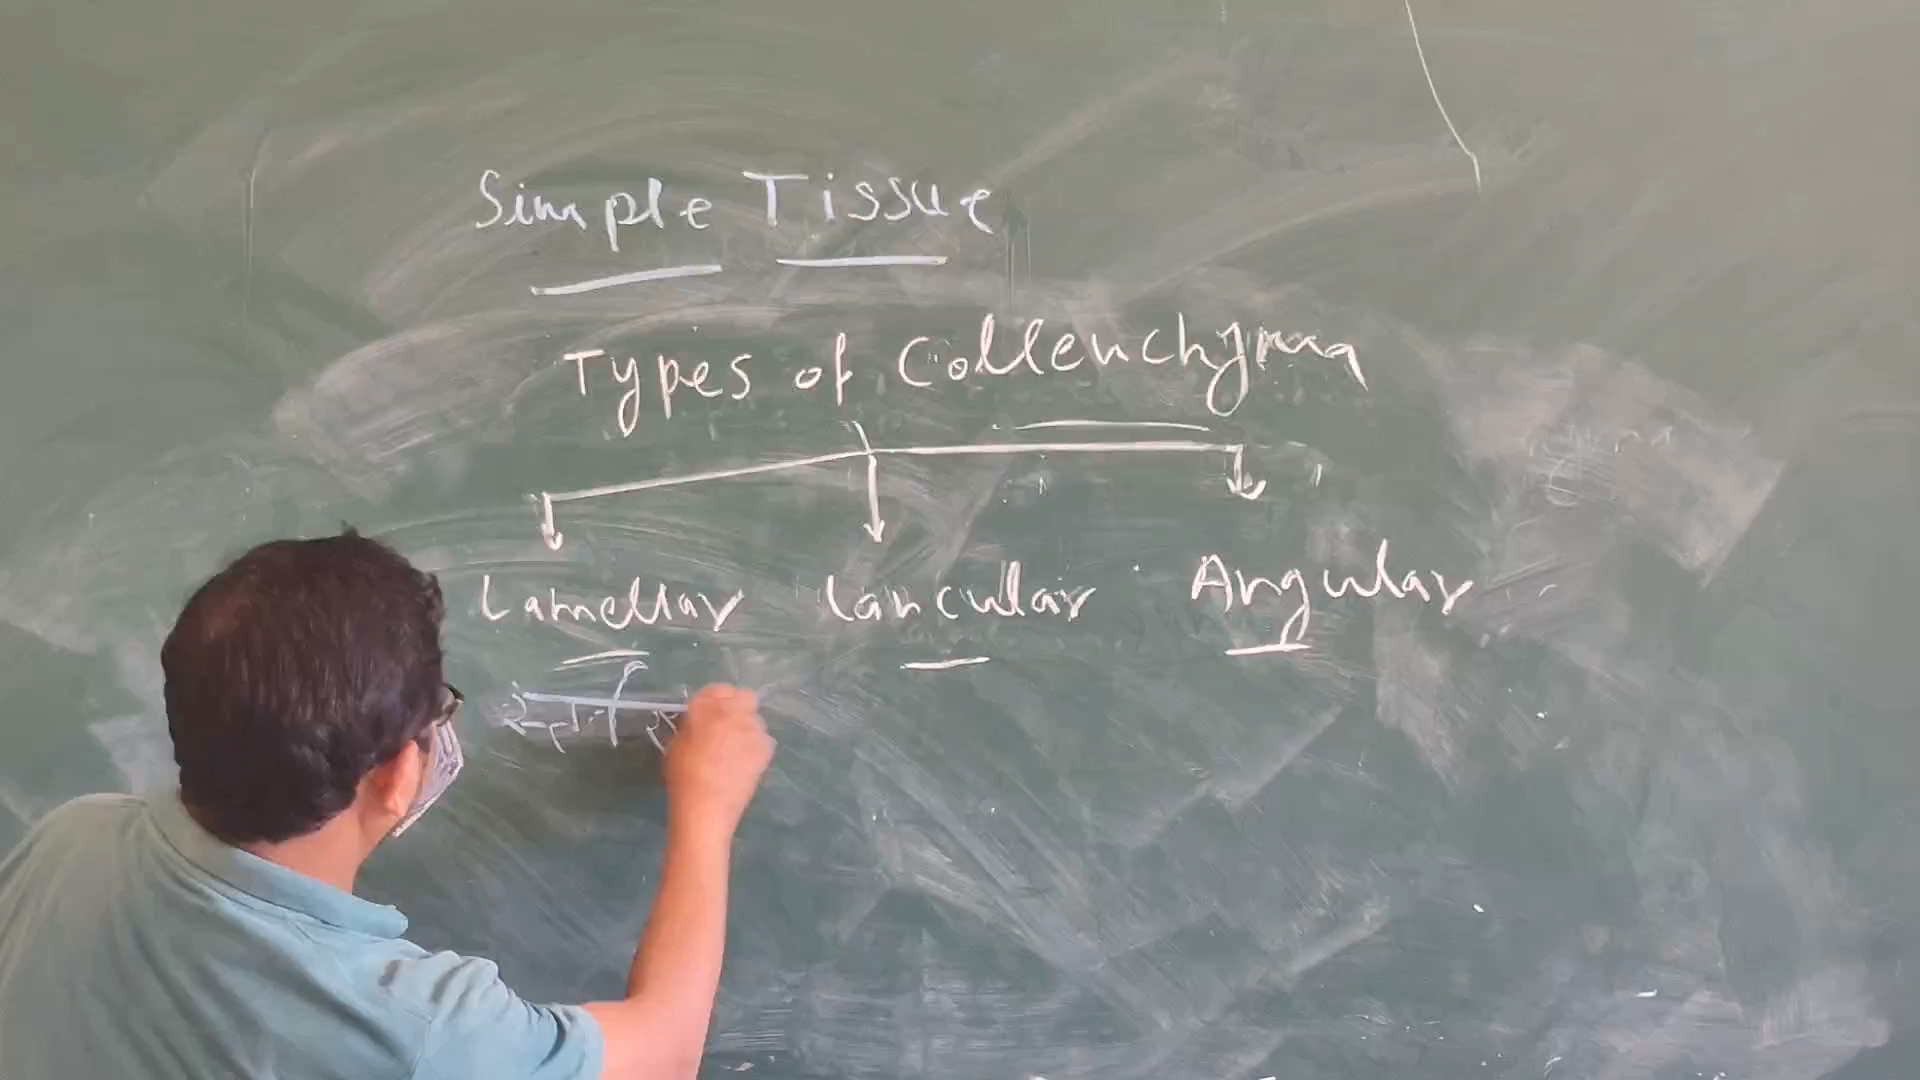 Simple Tissue
Types of Collenchyma
Lamellar lancular Angular